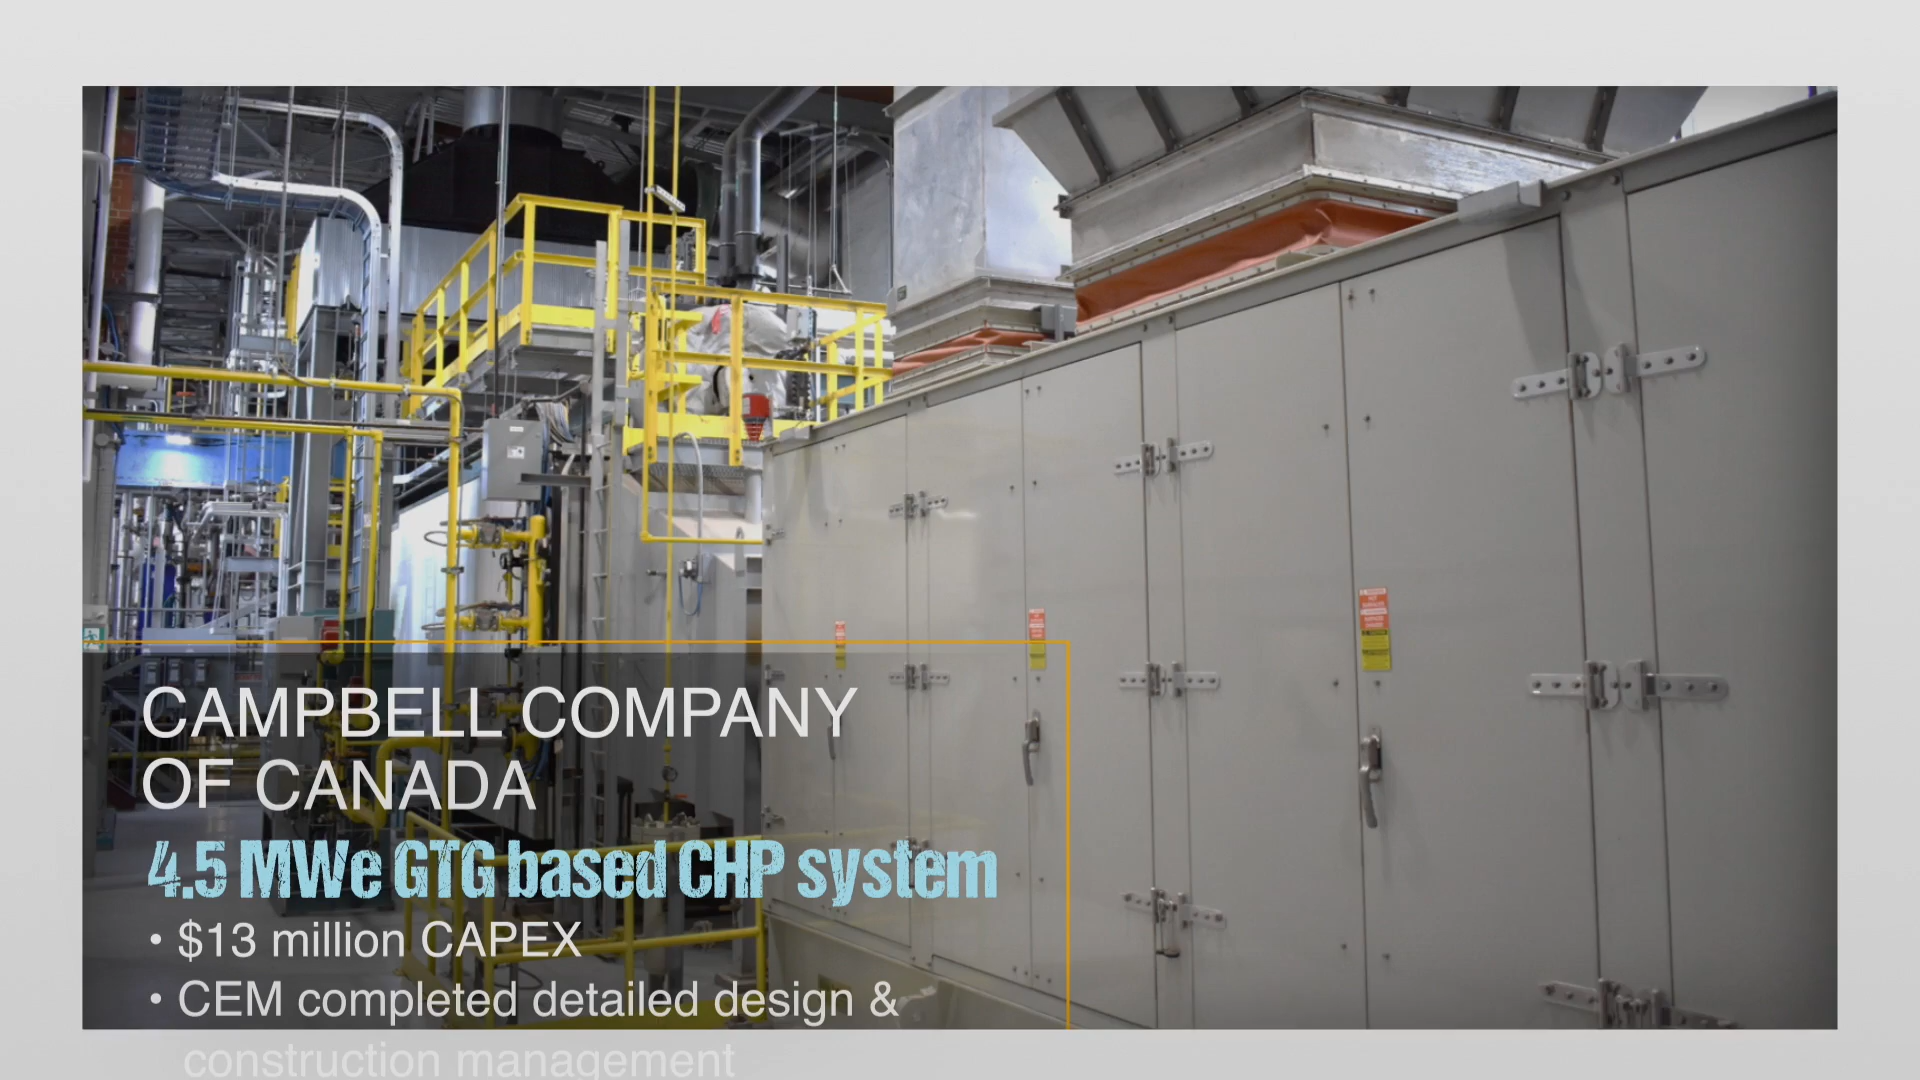 CAMPBELL COMPANY
OF CANADA
4.5 MWe GTG based CHP system
• $13 million CAPEX
• CEM completed detailed design &
construction management